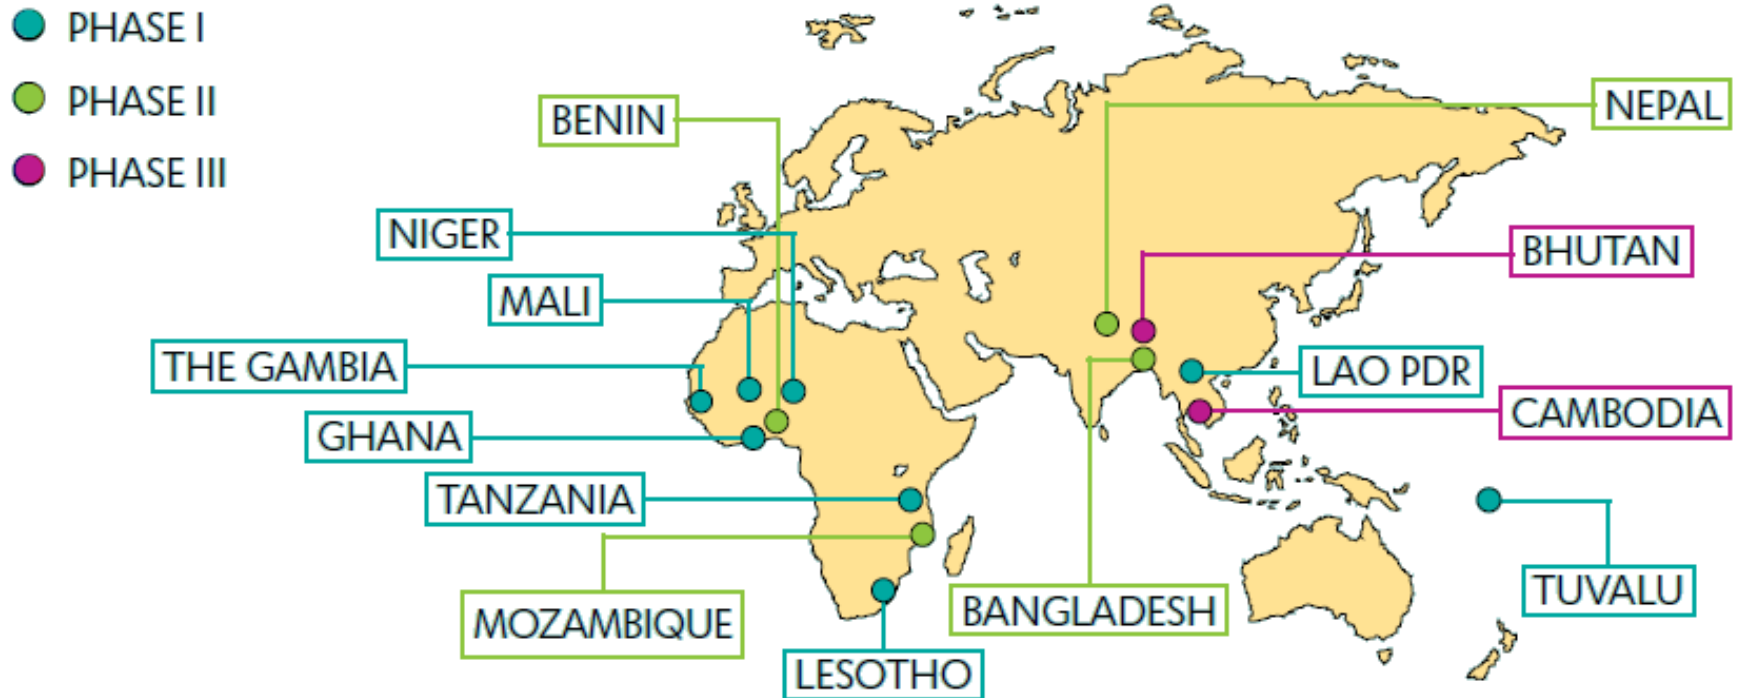 PHASE I
PHASE II
PHASE III
BENIN
NEPAL
NIGER
BHUTAN
MALI
THE GAMBIA
LAO PDR
GHANA
CAMBODIA
TANZANIA
MOZAMBIQUE
BANGLADESH
TUVALU
LESOTHO